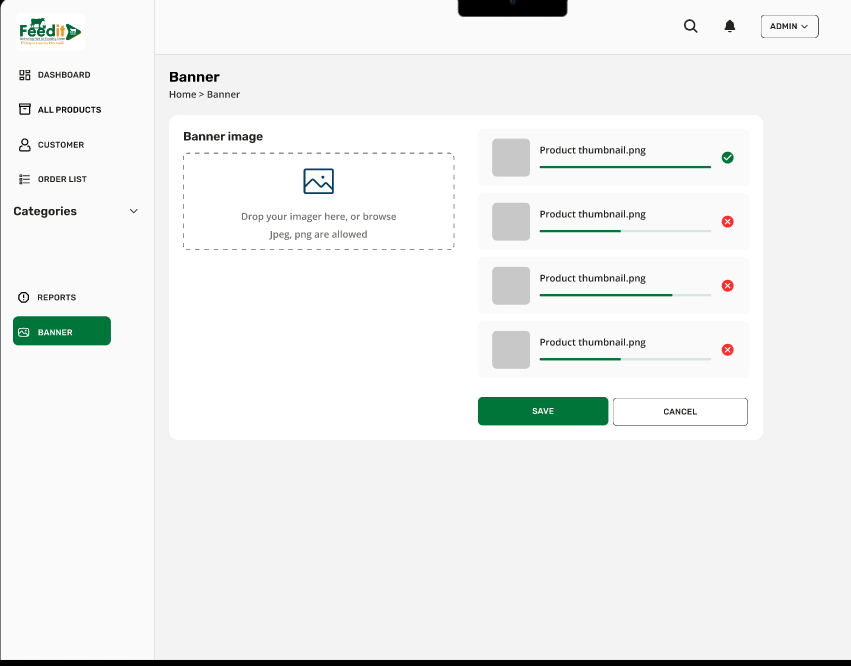 Feedit
DASHBOARD
ALL PRODUCTS
CUSTOMER
ORDER LIST
Categories
REPORTS
BANNER
ADMIN
Banner
Home > Banner
Banner image
Drop your imager here, or browse
Jpeg, png are allowed
Product thumbnail.png
Product thumbnail.png
Product thumbnail.png
Product thumbnail.png
SAVE
CANCEL